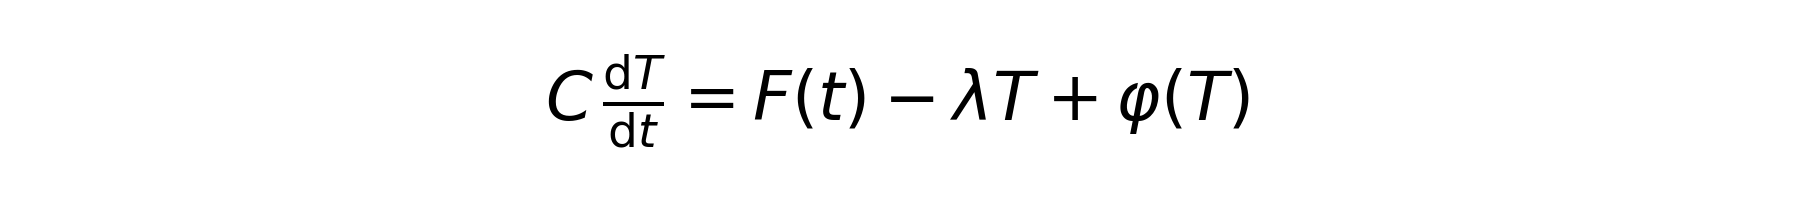 C dT/dt = F(t) − λT + φ(T)